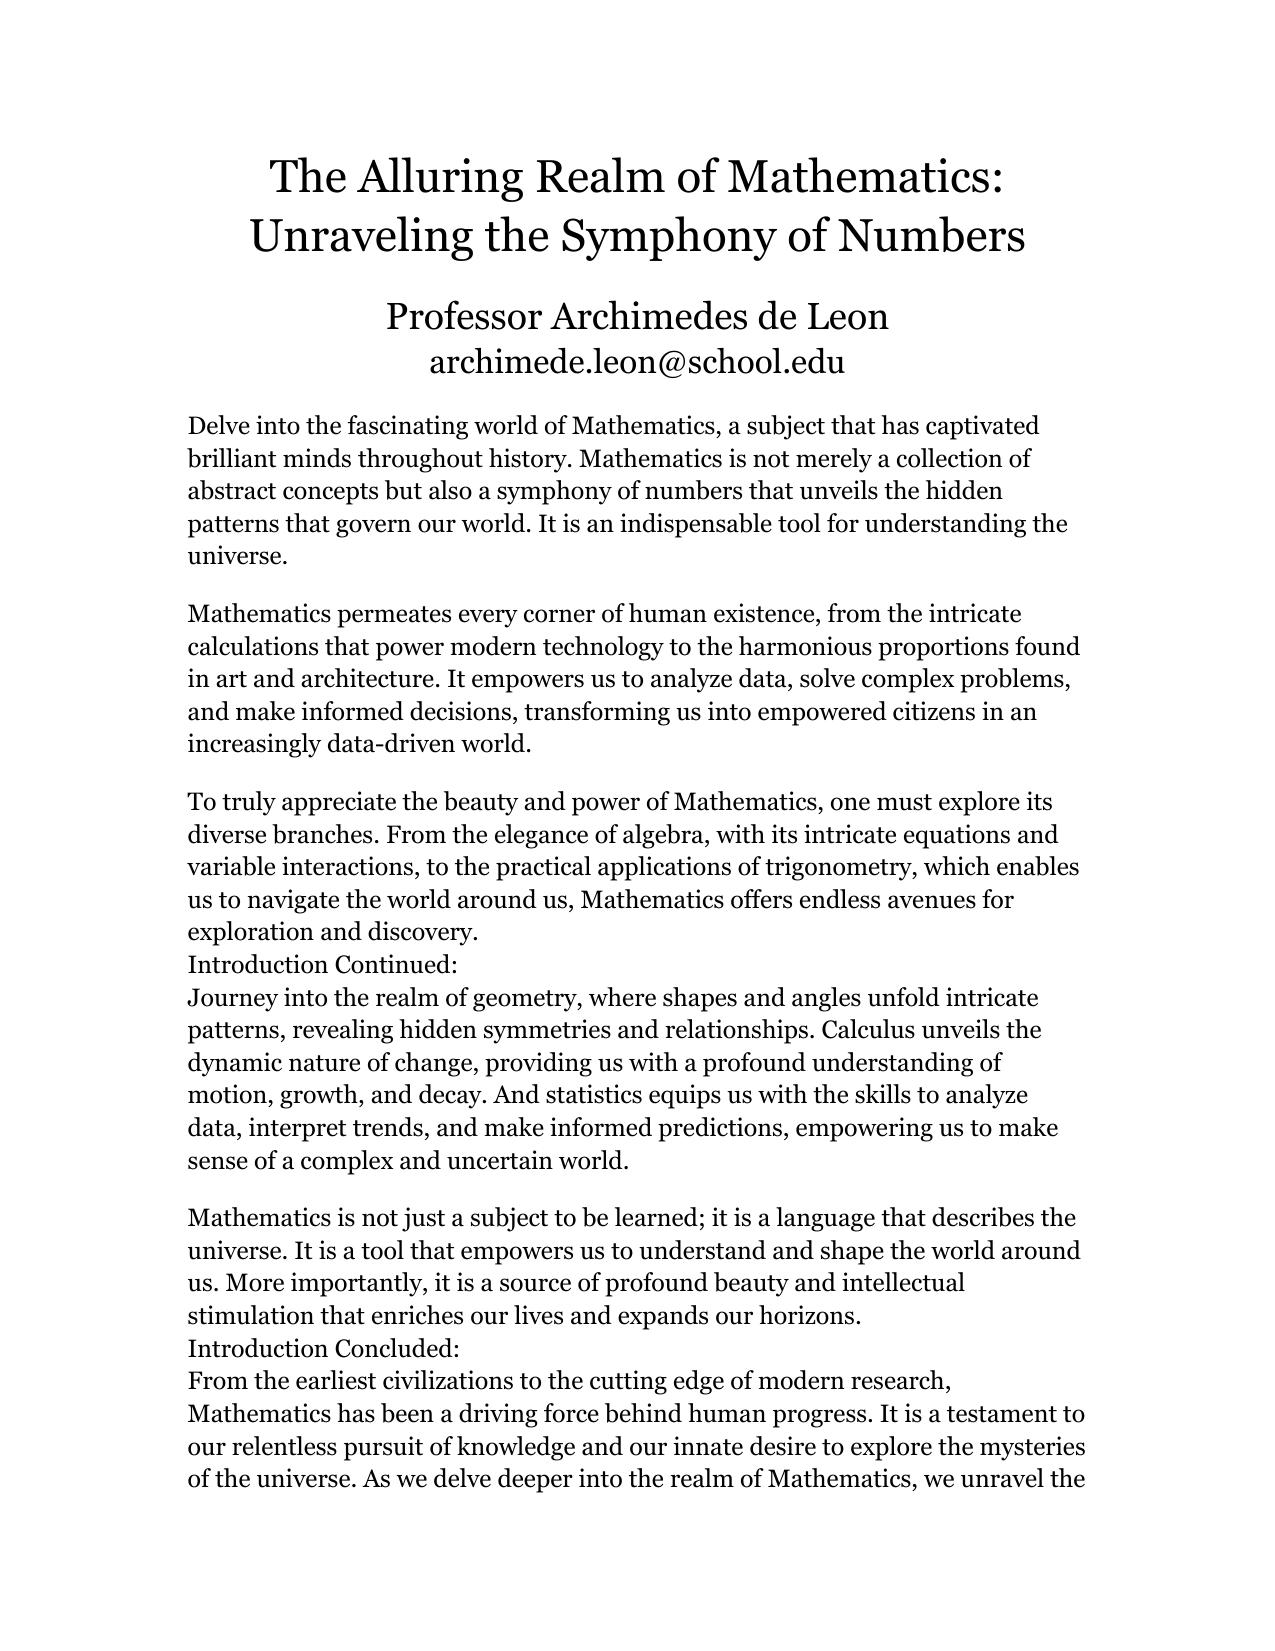 The Alluring Realm of Mathematics:
Unraveling the Symphony of Numbers
Professor Archimedes de Leon
archimede.leon@school.edu
Delve into the fascinating world of Mathematics, a subject that has captivated
brilliant minds throughout history. Mathematics is not merely a collection of
abstract concepts but also a symphony of numbers that unveils the hidden
patterns that govern our world. It is an indispensable tool for understanding the
universe.
Mathematics permeates every corner of human existence, from the intricate
calculations that power modern technology to the harmonious proportions found
in art and architecture. It empowers us to analyze data, solve complex problems,
and make informed decisions, transforming us into empowered citizens in an
increasingly data-driven world.
To truly appreciate the beauty and power of Mathematics, one must explore its
diverse branches. From the elegance of algebra, with its intricate equations and
variable interactions, to the practical applications of trigonometry, which enables
us to navigate the world around us, Mathematics offers endless avenues for
exploration and discovery.
Introduction Continued:
Journey into the realm of geometry, where shapes and angles unfold intricate
patterns, revealing hidden symmetries and relationships. Calculus unveils the
dynamic nature of change, providing us with a profound understanding of
motion, growth, and decay. And statistics equips us with the skills to analyze
data, interpret trends, and make informed predictions, empowering us to make
sense of a complex and uncertain world.
Mathematics is not just a subject to be learned; it is a language that describes the
universe. It is a tool that empowers us to understand and shape the world around
us. More importantly, it is a source of profound beauty and intellectual
stimulation that enriches our lives and expands our horizons.
Introduction Concluded:
From the earliest civilizations to the cutting edge of modern research,
Mathematics has been a driving force behind human progress. It is a testament to
our relentless pursuit of knowledge and our innate desire to explore the mysteries
of the universe. As we delve deeper into the realm of Mathematics, we unravel the